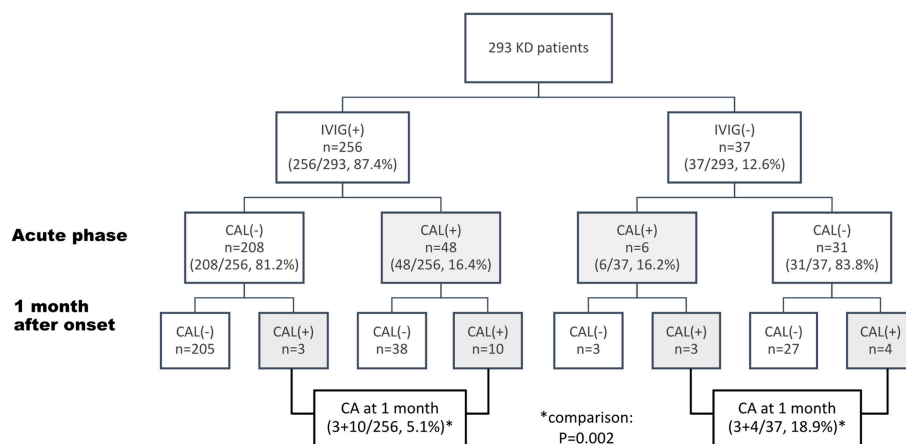 293 KD patients
IVIG(+)
n=256
(256/293, 87.4%)
IVIG(-)
n=37
(37/293, 12.6%)
Acute phase
CAL(-)
n=208
(208/256, 81.2%)
CAL(+)
n=48
(48/256, 16.4%)
CAL(+)
n=6
(6/37, 16.2%)
CAL(-)
n=31
(31/37, 83.8%)
1 month
after onset
CAL(-)
n=205
CAL(+)
n=3
CAL(-)
n=38
CAL(+)
n=10
CAL(-)
n=3
CAL(+)
n=3
CAL(-)
n=27
CAL(+)
n=4
CA at 1 month
(3+10/256, 5.1%)*
*comparison:
P=0.002
CA at 1 month
(3+4/37, 18.9%)*